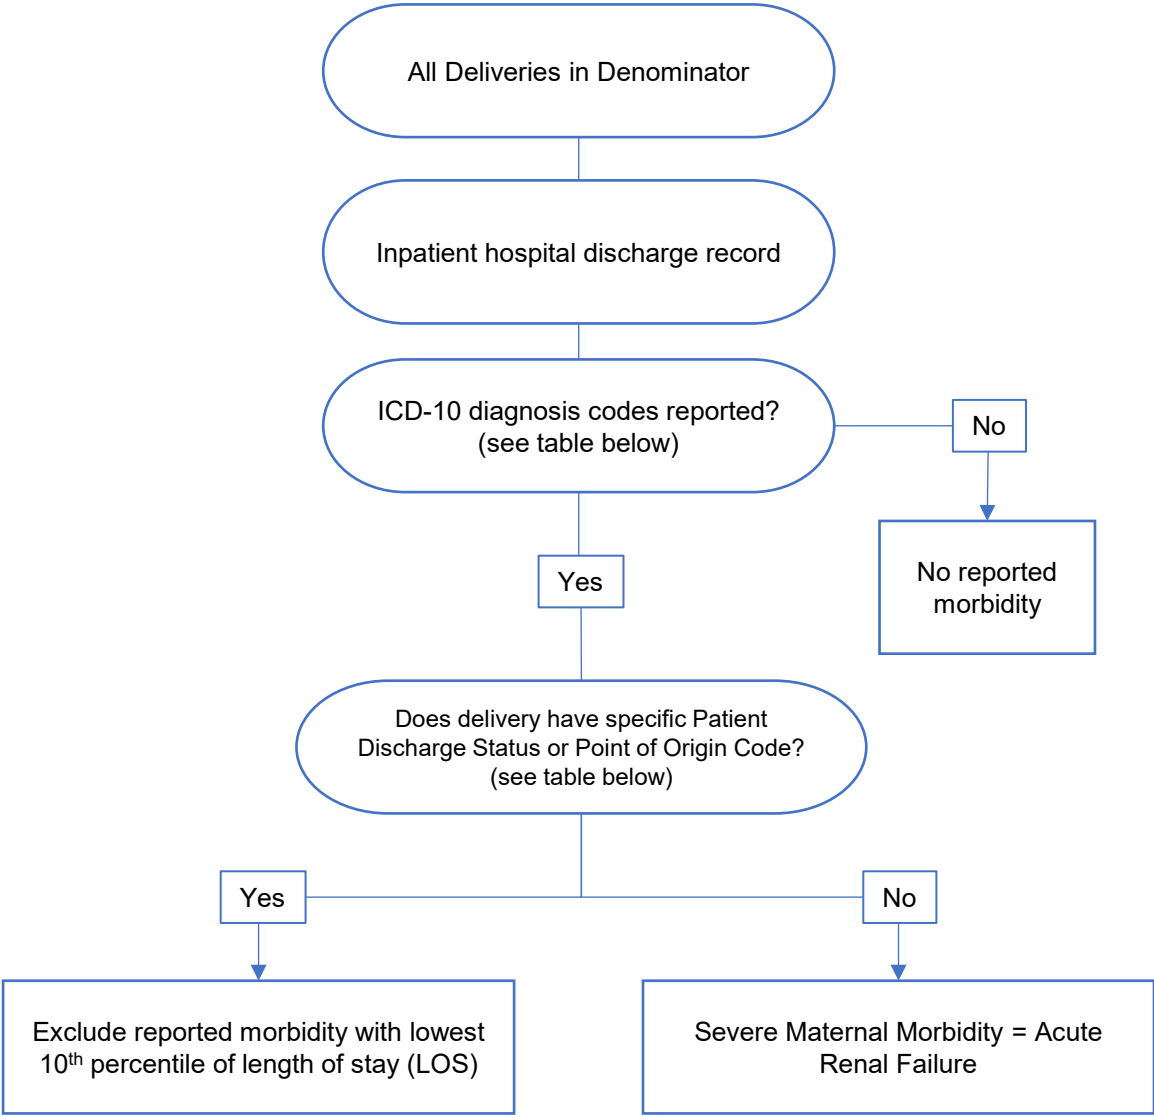 All Deliveries in Denominator
Inpatient hospital discharge record
ICD-10 diagnosis codes reported?
(see table below)
No
No reported
morbidity
Yes
Does delivery have specific Patient
Discharge Status or Point of Origin Code?
(see table below)
Yes
No
Exclude reported morbidity with lowest
10th percentile of length of stay (LOS)
Severe Maternal Morbidity = Acute
Renal Failure